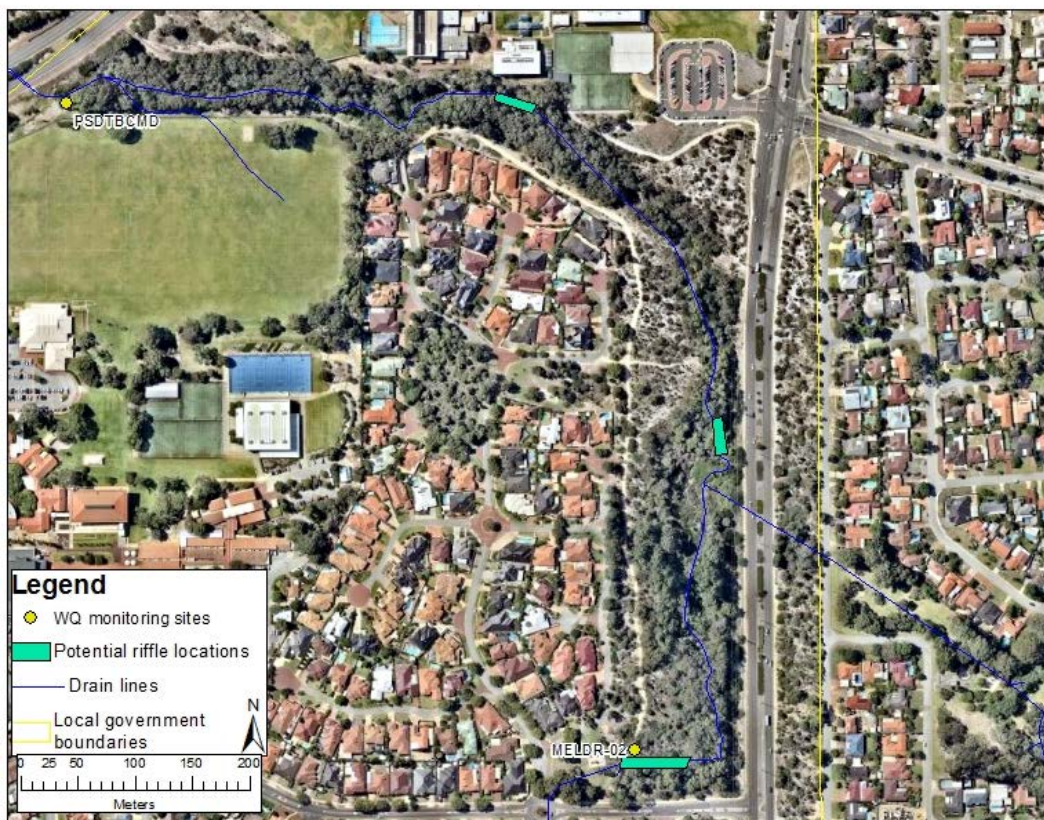 PSDTBCMD
MELDR-02
Legend
WQ monitoring sites
Potential riffle locations
Drain lines
Local government
boundaries
N
0 25 50 100 150 200
Meters